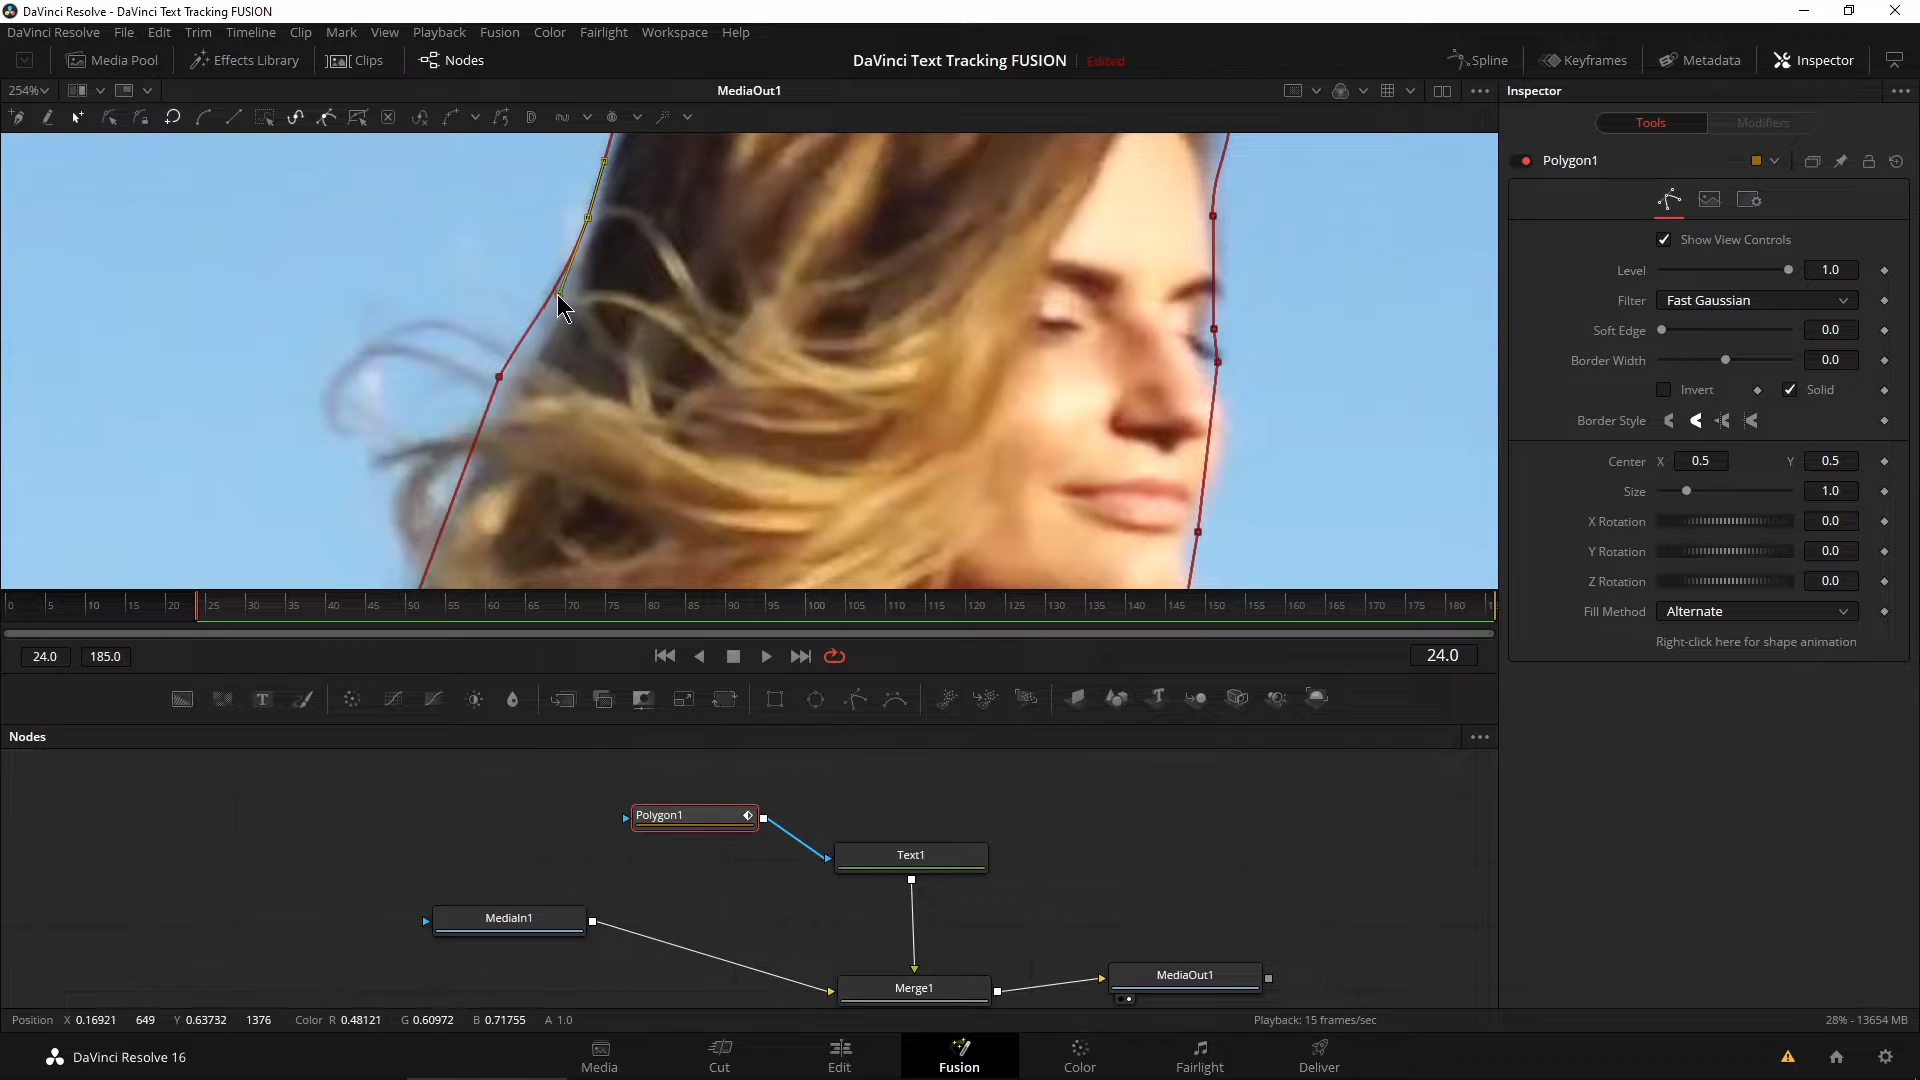 DaVinci Resolve - DaVinci Text Tracking FUSION
DaVinci Resolve File Edit Trim Timeline Clip Mark View Playback Fusion Color Fairlight Workspace Help
Media Pool Effects Library Clips Nodes DaVinci Text Tracking FUSION Edited Spline Keyframes Metadata Inspector
254% MediaOut1 Inspector
Tools Modifiers
Polygon1
Show View Controls
Level 1.0
Filter Fast Gaussian
Soft Edge 0.0
Border Width 0.0
Invert Solid
Border Style
Center X 0.5 Y 0.5
Size 1.0
X Rotation 0.0
Y Rotation 0.0
Z Rotation 0.0
Fill Method Alternate
Right-click here for shape animation
0 5 10 15 20 25 30 35 40 45 50 55 60 65 70 75 80 85 90 95 100 105 110 115 120 125 130 135 140 145 150 155 160 165 170 175 180
24.0 185.0 24.0
Nodes
Polygon1
Text1
MediaIn1
MediaOut1
Merge1
Position X 0.16921 649 Y 0.63732 1376 Color R 0.48121 G 0.60972 B 0.71755 A 1.0 Playback: 15 frames/sec 28% - 13654 MB
DaVinci Resolve 16 Media Cut Edit Fusion Color Fairlight Deliver